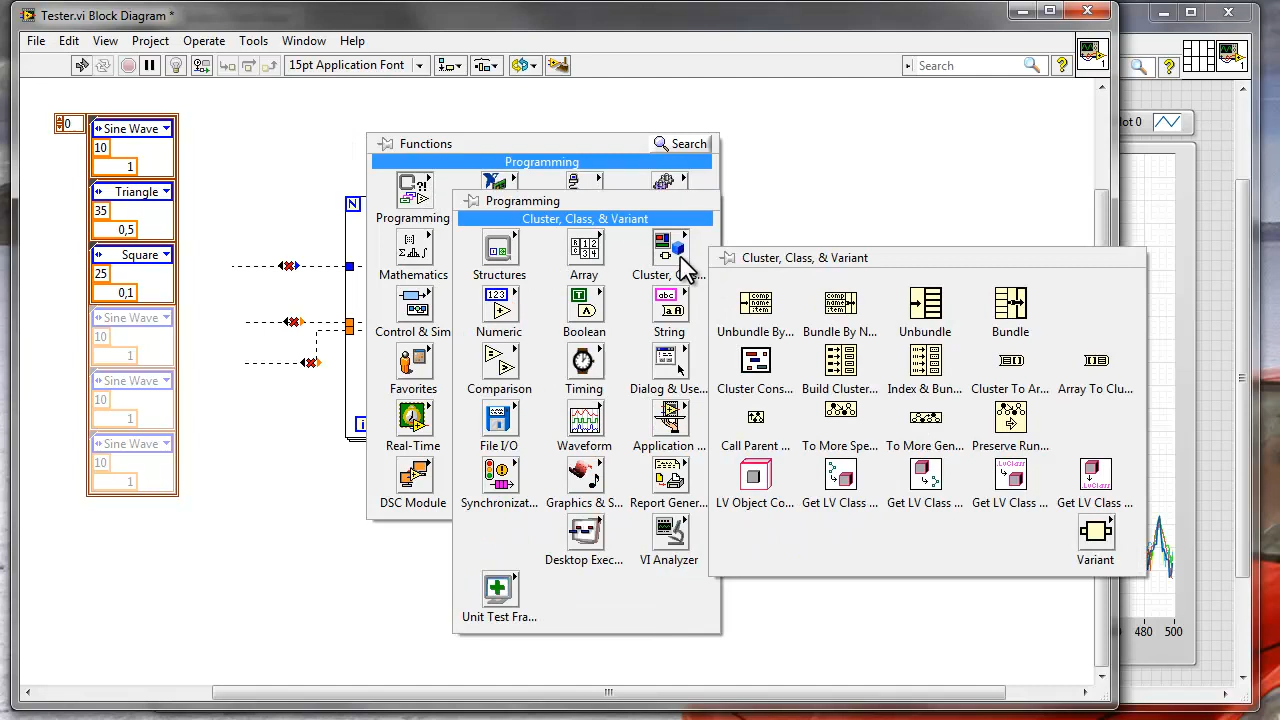 Tester.vi Block Diagram *
File Edit View Project Operate Tools Window Help
15pt Application Font
Search
1
1
0
Sine Wave
10
1
Triangle
35
0,5
Square
25
0,1
Sine Wave
10
1
Sine Wave
10
1
Sine Wave
10
1
N
i
Functions
Search
Programming
Programming
Mathematics
Control & Sim
Favorites
Real-Time
DSC Module
Programming
Cluster, Class, & Variant
Structures Array Cluster, C...
Numeric Boolean String
Comparison Timing Dialog & Use...
File I/O Waveform Application ...
Synchronizat... Graphics & S... Report Gener...
Desktop Exec... VI Analyzer
Unit Test Fra...
Cluster, Class, & Variant
Unbundle By... Bundle By N... Unbundle Bundle
Cluster Cons... Build Cluster... Index & Bun... Cluster To Ar... Array To Clu...
Call Parent ... To More Spe... To More Gen... Preserve Run...
LV Object Co... Get LV Class ... Get LV Class ... Get LV Class ... Get LV Class ...
Variant
lot 0
480 500